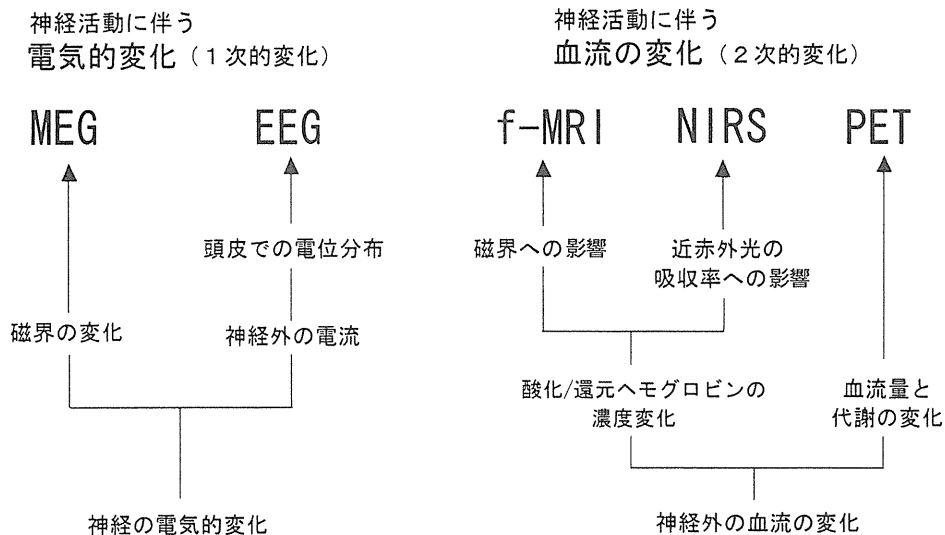 神経活動に伴う
電気的変化（１次的変化）
MEG
EEG
頭皮での電位分布
磁界の変化
神経外の電流
神経の電気的変化
神経活動に伴う
血流の変化（２次的変化）
f-MRI
NIRS
PET
磁界への影響
近赤外光の
吸収率への影響
酸化/還元ヘモグロビンの
濃度変化
血流量と
代謝の変化
神経外の血流の変化